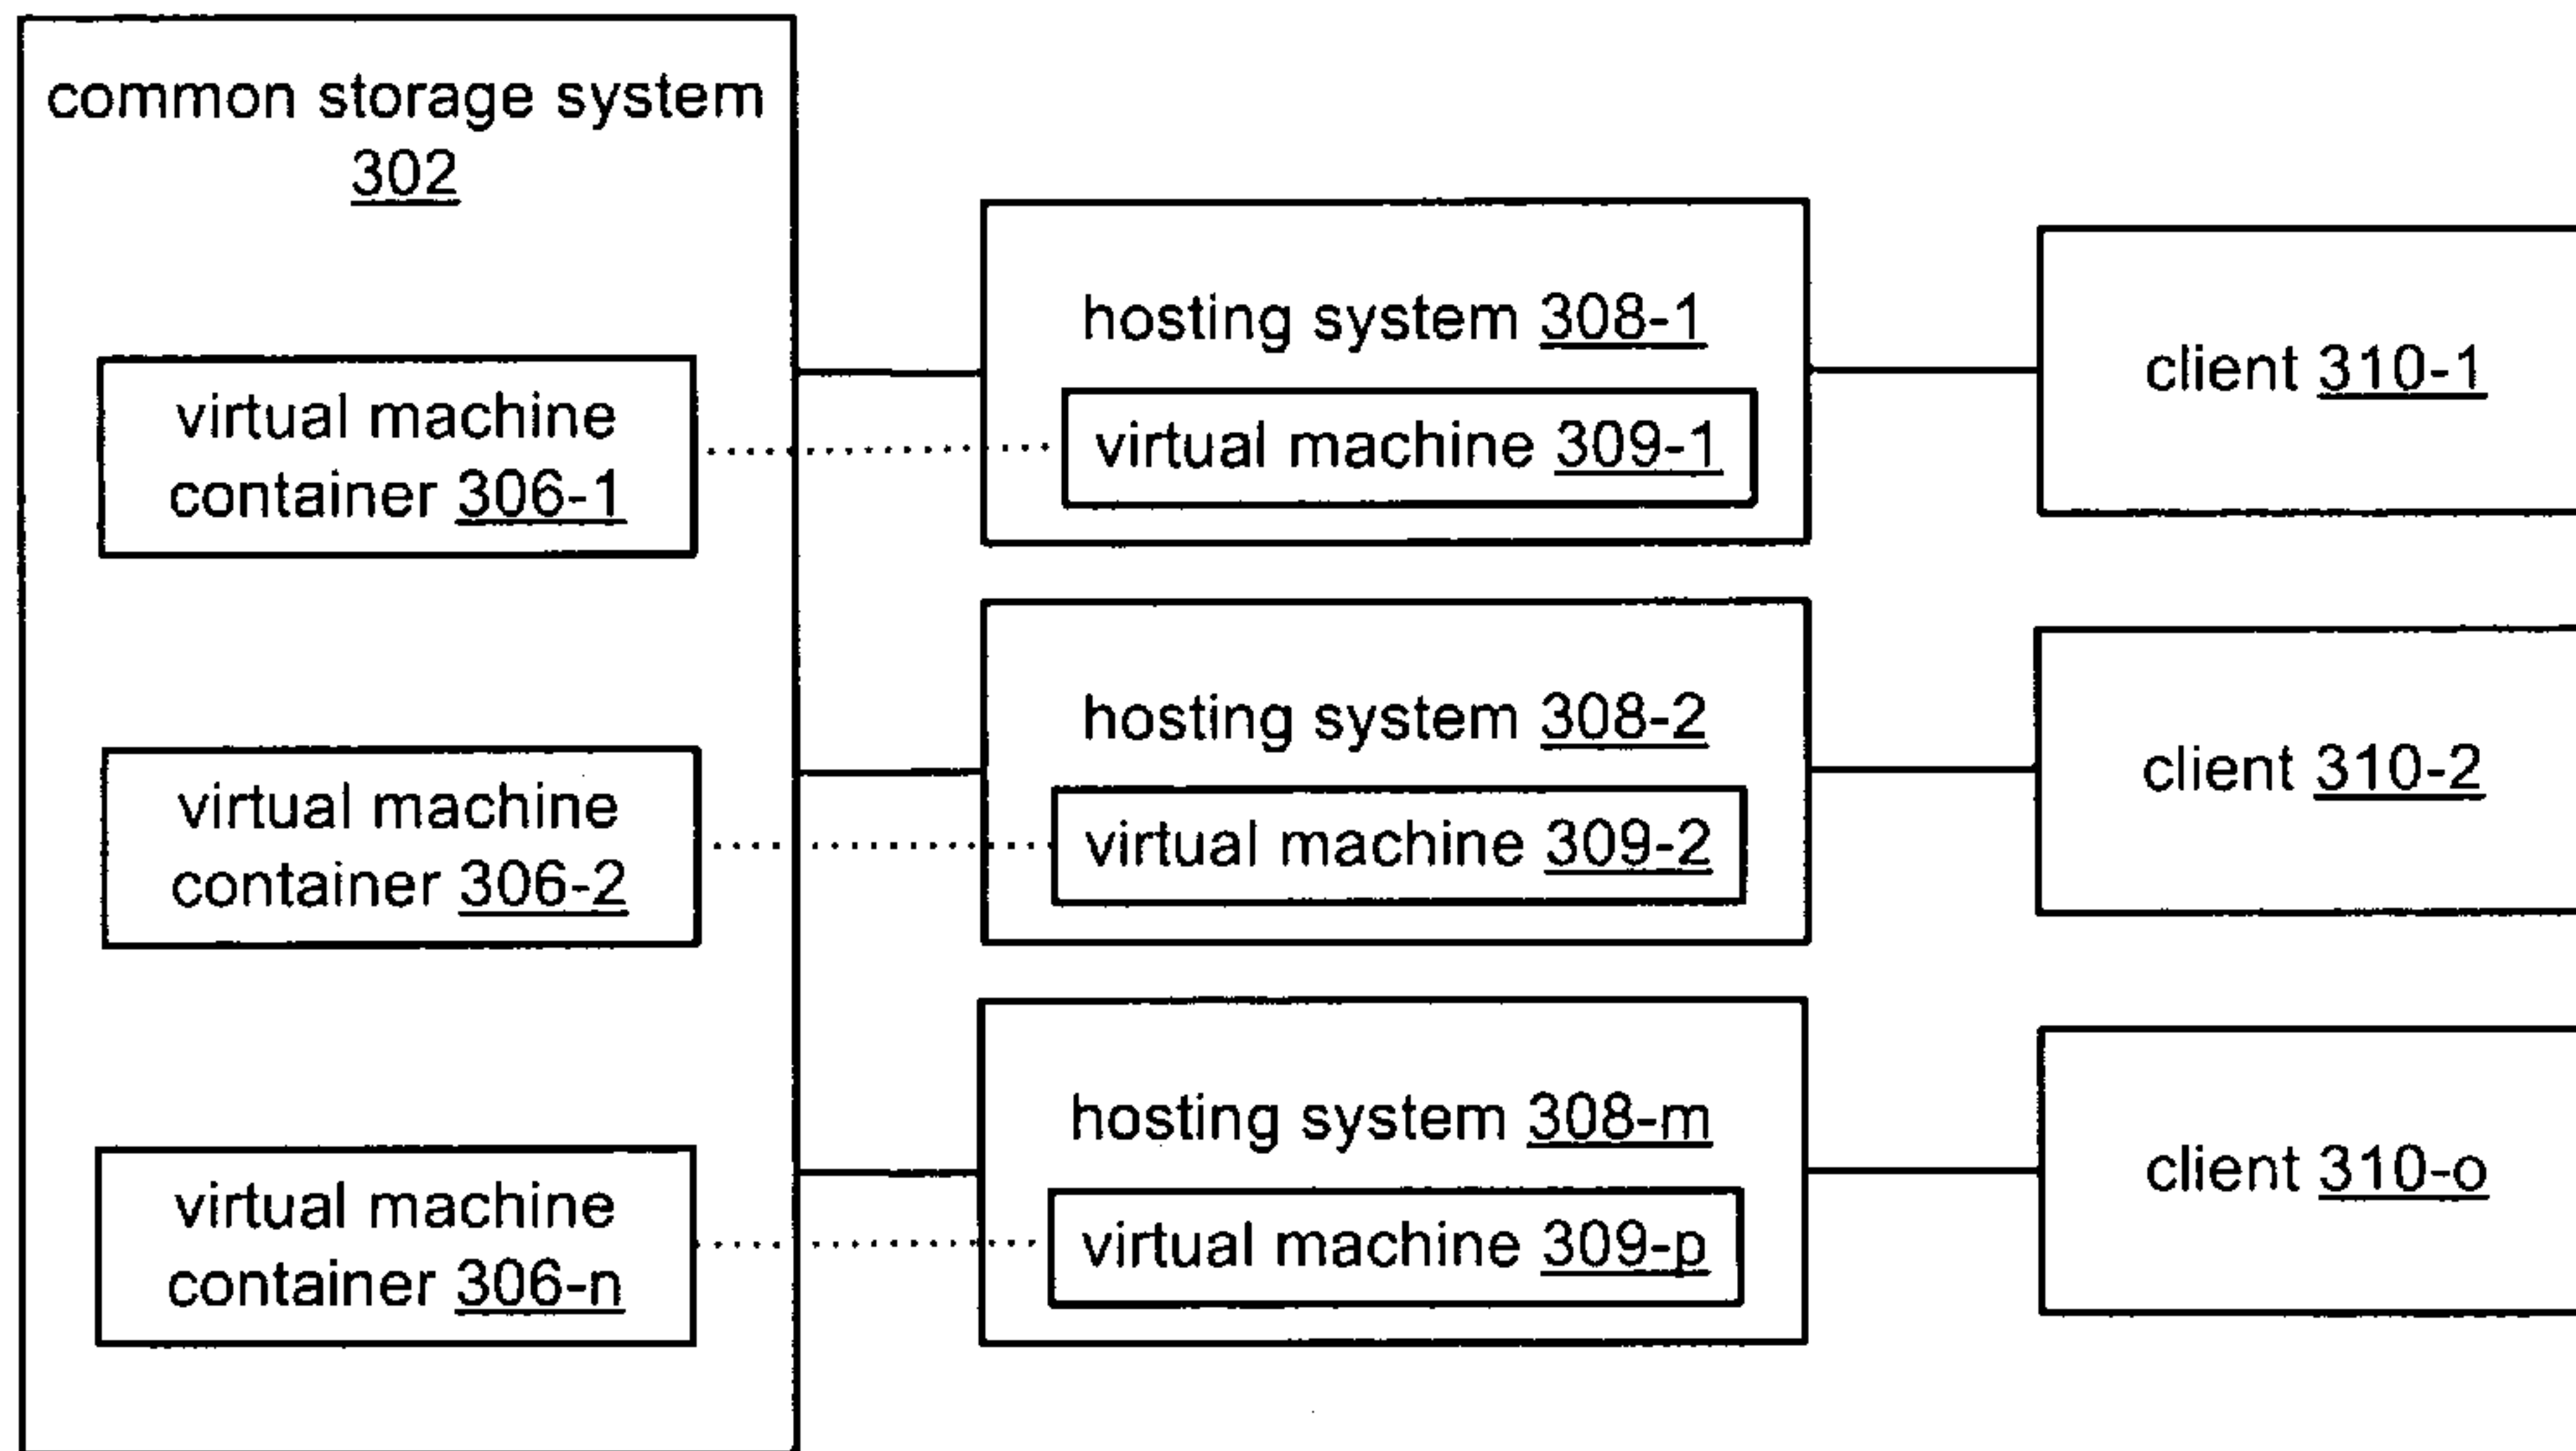 common storage system
302
virtual machine
container 306-1
virtual machine
container 306-2
virtual machine
container 306-n
hosting system 308-1
virtual machine 309-1
hosting system 308-2
virtual machine 309-2
hosting system 308-m
virtual machine 309-p
client 310-1
client 310-2
client 310-o